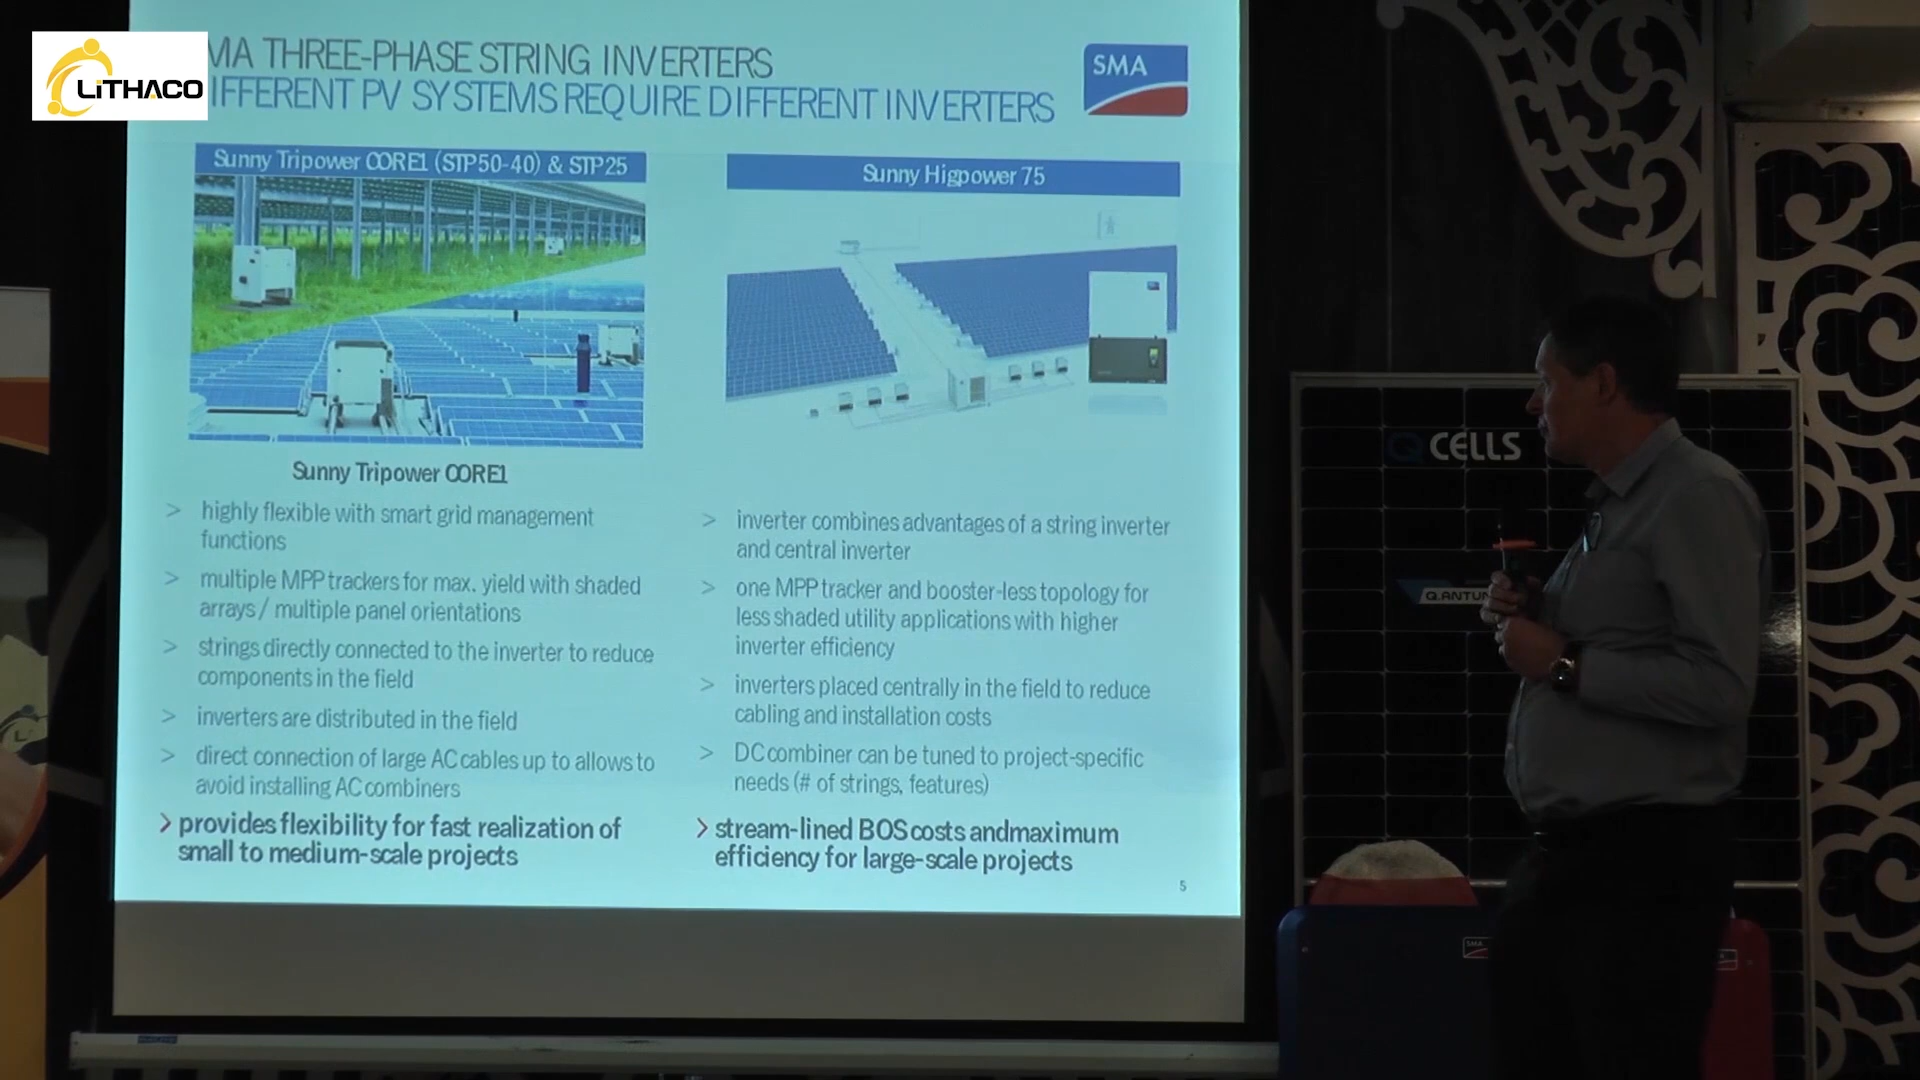 LiTHACO
MA THREE-PHASE STRING INVERTERS
IFFERENT PV SYSTEMS REQUIRE DIFFERENT INVERTERS
SMA
Sunny Tripower CORE1 (STP50-40) & STP25
Sunny Higpower 75
Sunny Tripower CORE1
> highly flexible with smart grid management
functions
> multiple MPP trackers for max. yield with shaded
arrays / multiple panel orientations
> strings directly connected to the inverter to reduce
components in the field
> inverters are distributed in the field
> direct connection of large AC cables up to allows to
avoid installing AC combiners
> provides flexibility for fast realization of
small to medium-scale projects
> inverter combines advantages of a string inverter
and central inverter
> one MPP tracker and booster-less topology for
less shaded utility applications with higher
inverter efficiency
> inverters placed centrally in the field to reduce
cabling and installation costs
> DC combiner can be tuned to project-specific
needs (# of strings, features)
> stream-lined BOS costs andmaximum
efficiency for large-scale projects
5
Q CELLS
Q.ANTUM
SMA